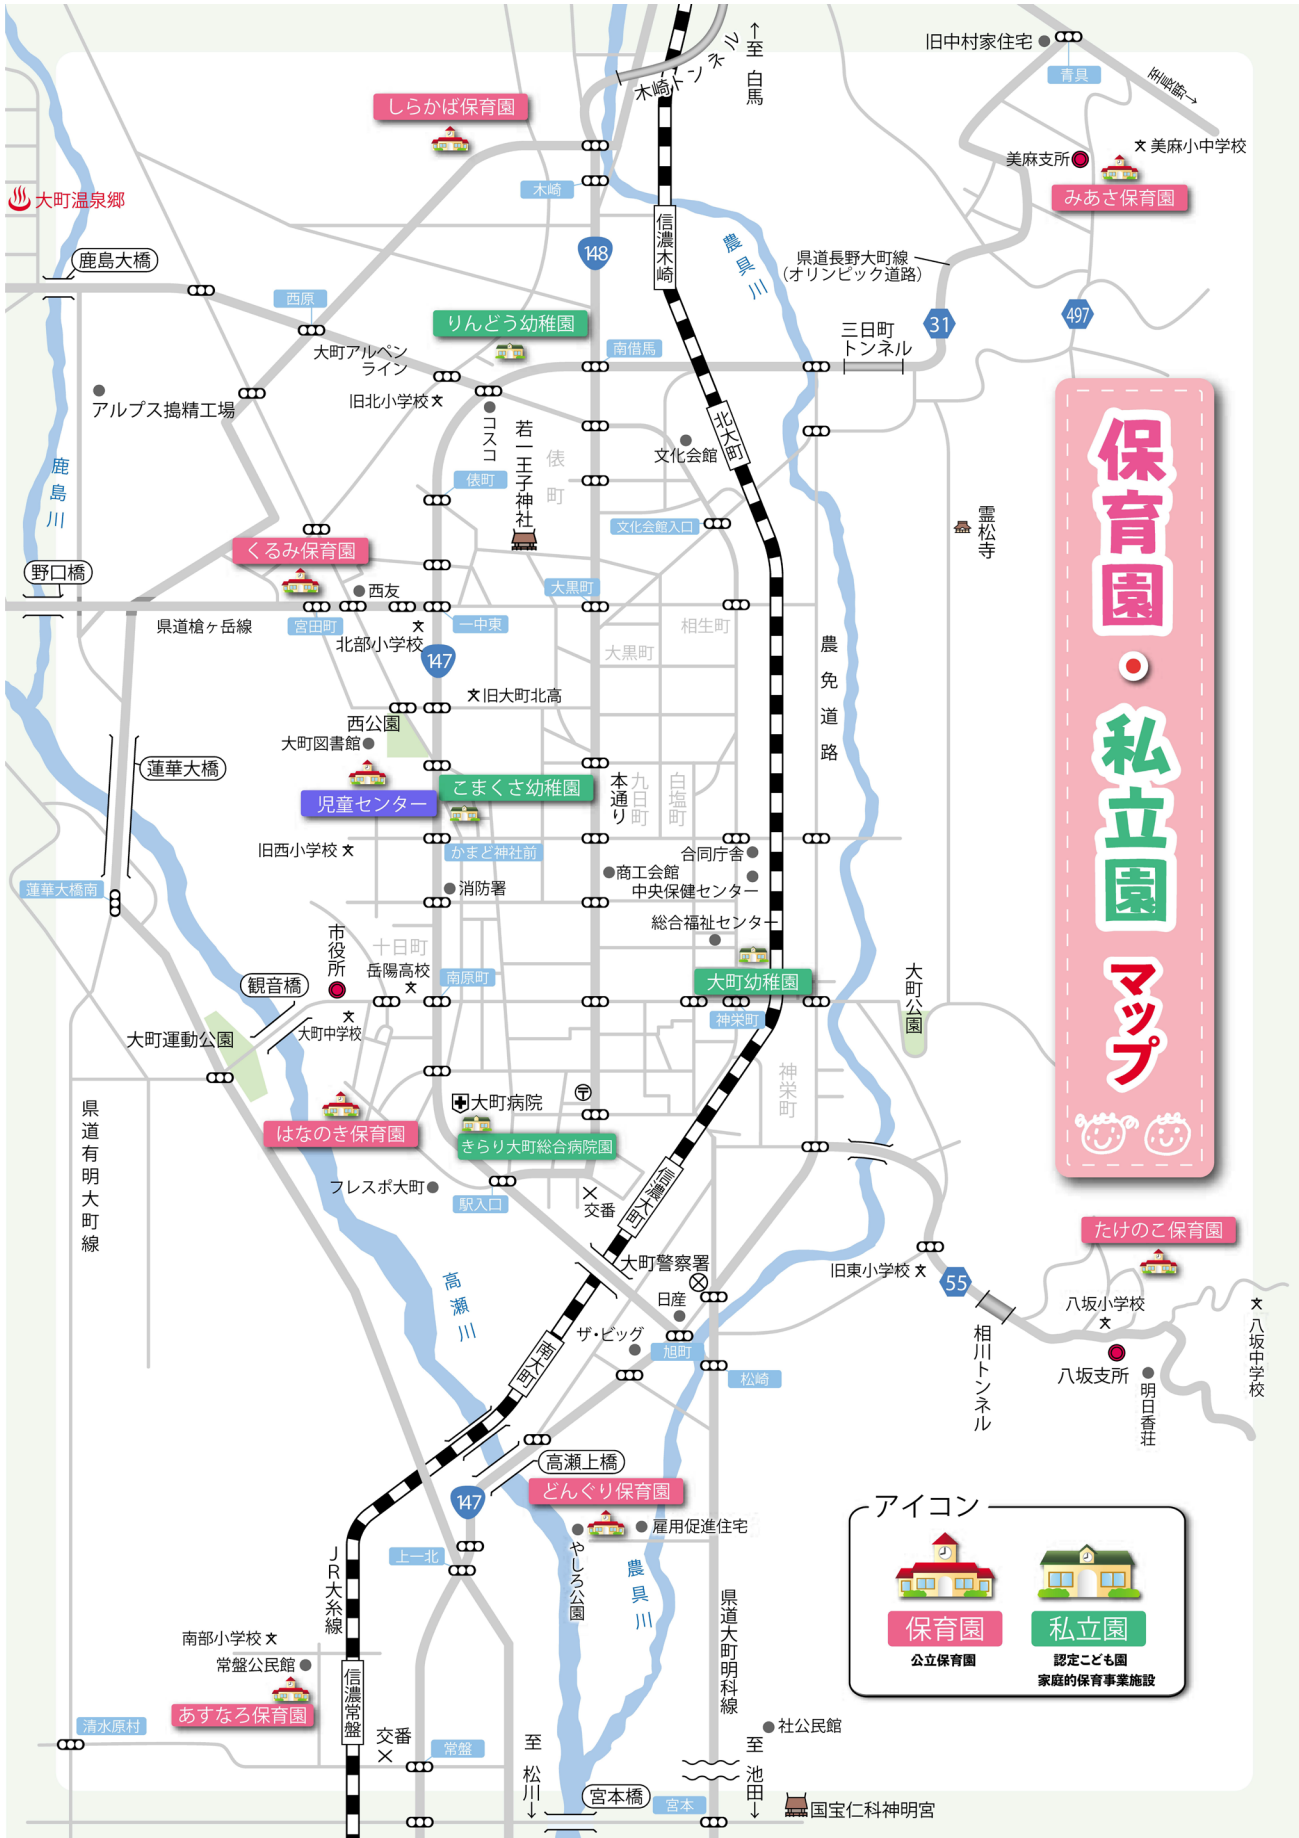 木崎トンネル
↑至 白馬
旧中村家住宅
青具
至長野→
しらかば保育園
美麻支所
美麻小中学校
みあさ保育園
大町温泉郷
木崎
148
信濃木崎
農具川
県道長野大町線
(オリンピック道路)
鹿島大橋
西原
りんどう幼稚園
31
497
三日町
トンネル
南借馬
大町アルペン
ライン
旧北小学校
アルプス搗精工場
コスコ
若一王子神社
俵町
俵町
北大町
文化会館
文化会館入口
鹿島川
霊松寺
くるみ保育園
野口橋
西友
大黒町
県道槍ヶ岳線
宮田町
一中東
北部小学校
相生町
大黒町
147
農免道路
旧大町北高
西公園
大町図書館
蓮華大橋
児童センター
こまくさ幼稚園
本通り
九日町
白塩町
旧西小学校
かまど神社前
合同庁舎
商工会館
中央保健センター
蓮華大橋南
消防署
総合福祉センター
市役所
十日町
岳陽高校
南原町
大町幼稚園
大町公園
観音橋
神栄町
大町中学校
大町運動公園
神栄町
県道有明大町線
大町病院
はなのき保育園
きらり大町総合病院園
フレスポ大町
駅入口
交番
信濃大町
大町警察署
旧東小学校
たけのこ保育園
55
日産
八坂小学校
高瀬川
ザ・ビッグ
旭町
相川トンネル
八坂支所
八坂中学校
明日香荘
南大町
松崎
高瀬上橋
147
どんぐり保育園
雇用促進住宅
やしろ公園
農具川
上一北
JR大糸線
県道大町明科線
南部小学校
常盤公民館
あすなろ保育園
信濃常盤
清水原村
交番
常盤
至 松川→
宮本橋
宮本
社公民館
至 池田→
国宝仁科神明宮
保育園・私立園マップ
アイコン
保育園
公立保育園
私立園
認定こども園
家庭的保育事業施設